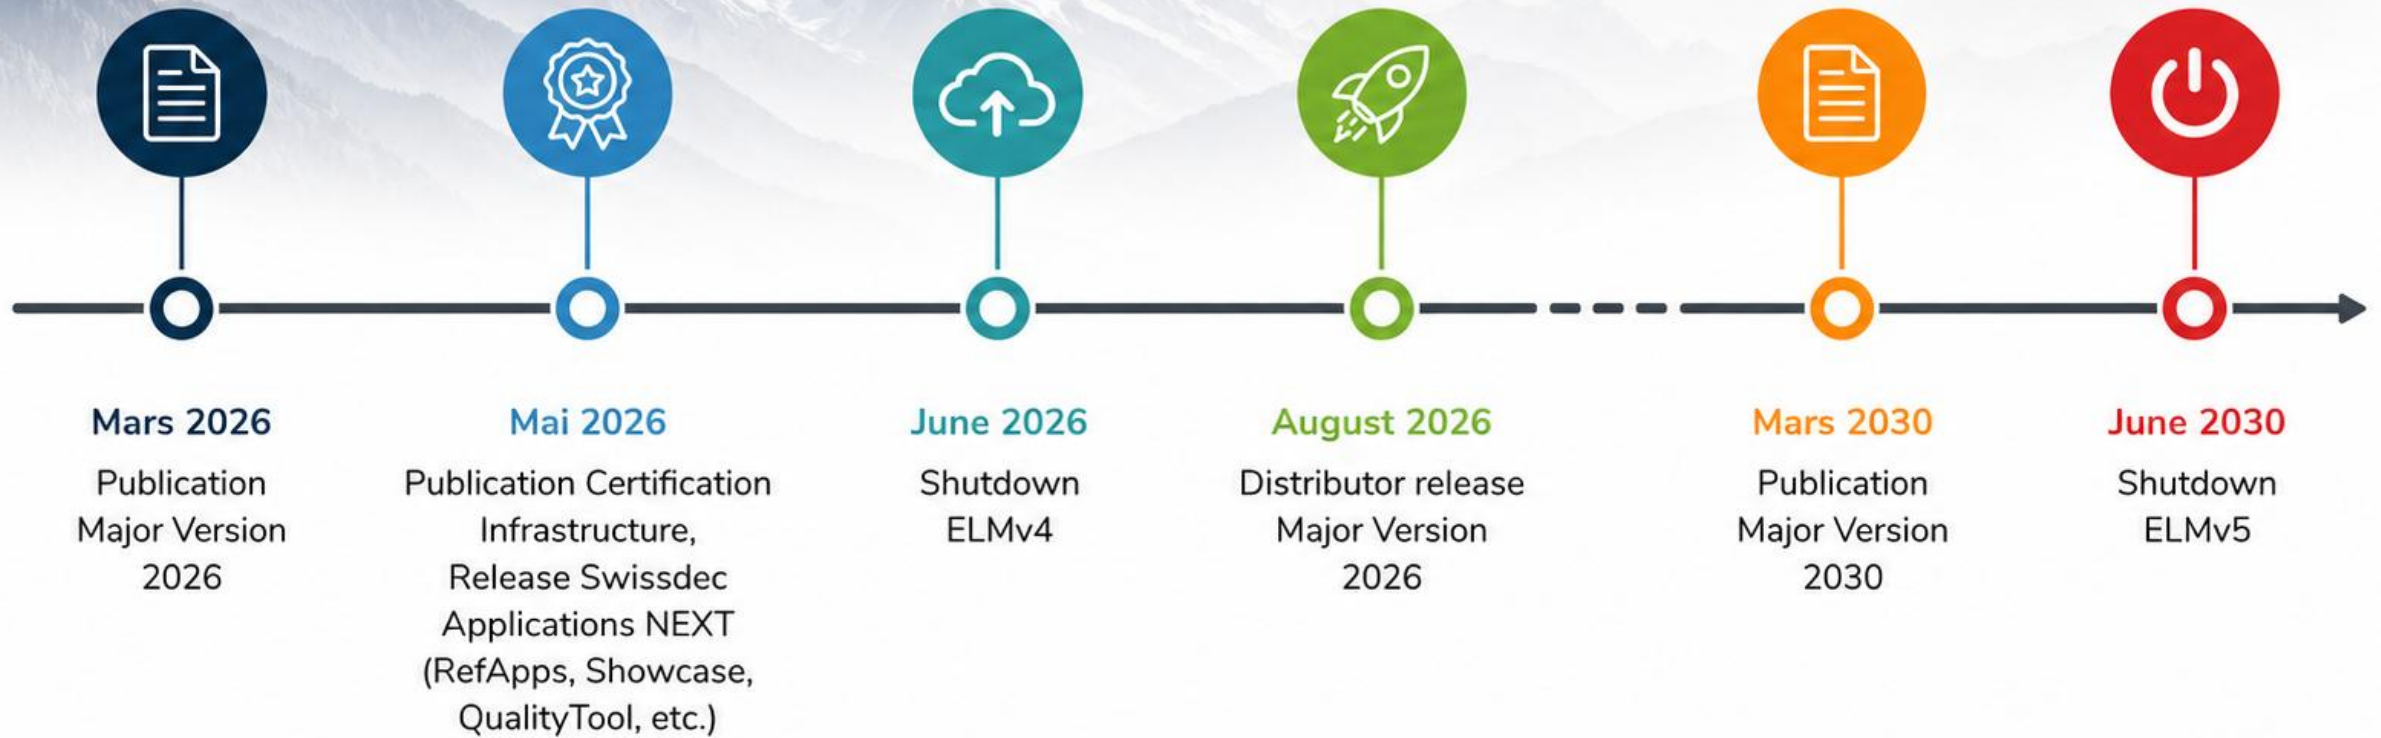 Mars 2026
Publication
Major Version
2026
Mai 2026
Publication Certification
Infrastructure,
Release Swissdec
Applications NEXT
(RefApps, Showcase,
QualityTool, etc.)
June 2026
Shutdown
ELMv4
August 2026
Distributor release
Major Version
2026
Mars 2030
Publication
Major Version
2030
June 2030
Shutdown
ELMv5